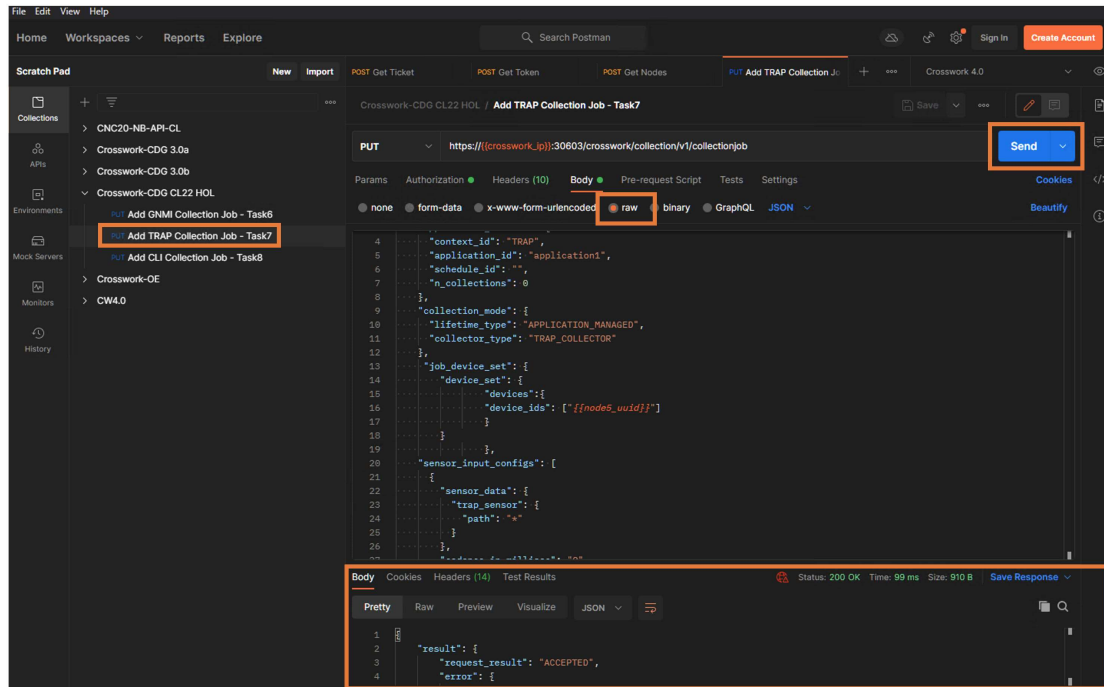 File Edit View Help
Home Workspaces Reports Explore Search Postman Sign In Create Account
Scratch Pad New Import POST Get Ticket POST Get Token POST Get Nodes PUT Add TRAP Collection Jo Crosswork 4.0
Collections
APIs
Environments
Mock Servers
Monitors
History
CNC20-NB-API-CL
Crosswork-CDG 3.0a
Crosswork-CDG 3.0b
Crosswork-CDG CL22 HOL
PUT Add GNMI Collection Job - Task6
PUT Add TRAP Collection Job - Task7
PUT Add CLI Collection Job - Task8
Crosswork-OE
CW4.0
Crosswork-CDG CL22 HOL / Add TRAP Collection Job - Task7 Save
PUT https://{{crosswork_ip}}:30603/crosswork/collection/v1/collectionjob Send
Params Authorization Headers (10) Body Pre-request Script Tests Settings Cookies
none form-data x-www-form-urlencoded raw binary GraphQL JSON Beautify
4 "context_id": "TRAP",
5 "application_id": "application1",
6 "schedule_id": "",
7 "n_collections": 0
8 },
9 "collection_mode": {
10 "lifetime_type": "APPLICATION_MANAGED",
11 "collector_type": "TRAP_COLLECTOR"
12 },
13 "job_device_set": {
14 "device_set": {
15 "devices":{
16 "device_ids": ["{{node5_uuid}}"]
17 }
18 }
19 },
20 "sensor_input_configs": [
21 {
22 "sensor_data": {
23 "trap_sensor": {
24 "path": "*"
25 }
26 },
Body Cookies Headers (14) Test Results Status: 200 OK Time: 99 ms Size: 910 B Save Response
Pretty Raw Preview Visualize JSON
1 {
2 "result": {
3 "request_result": "ACCEPTED",
4 "error": {